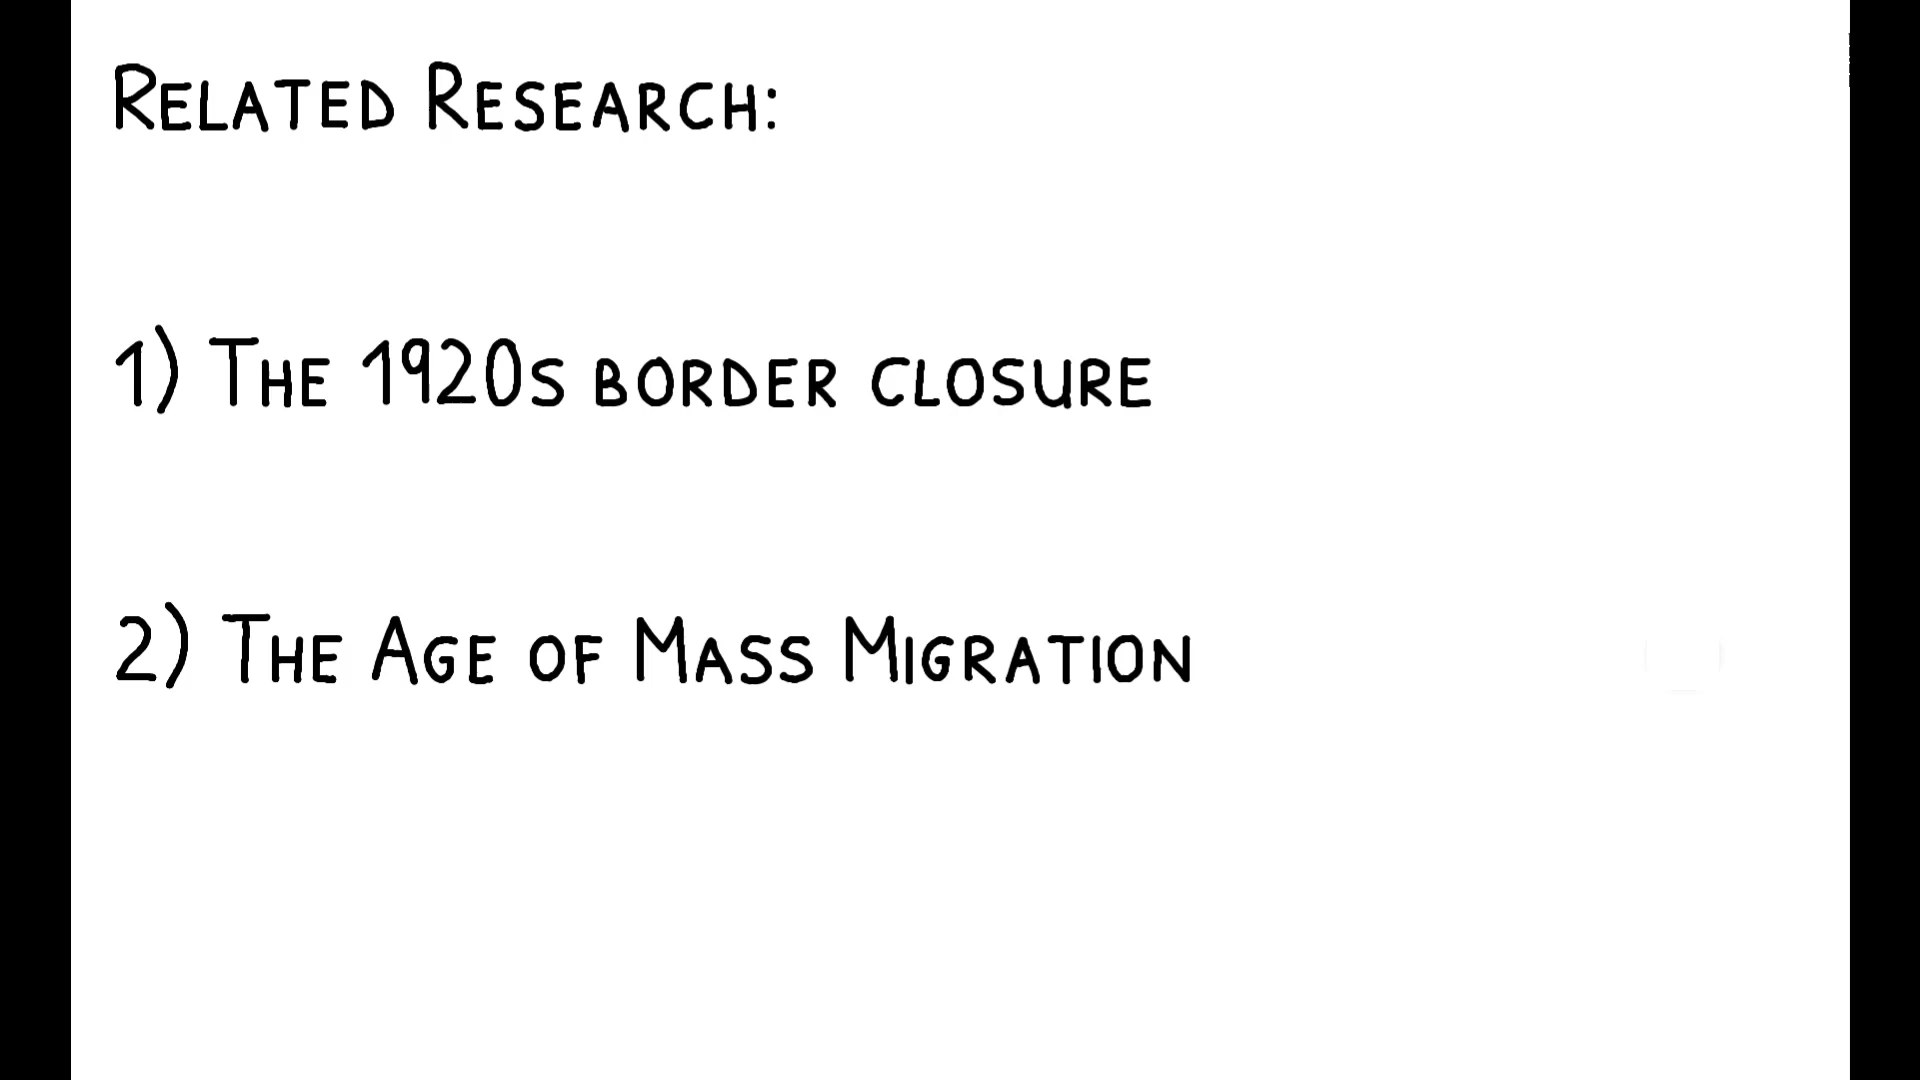 Related Research:
1) The 1920s border closure
2) The Age of Mass Migration